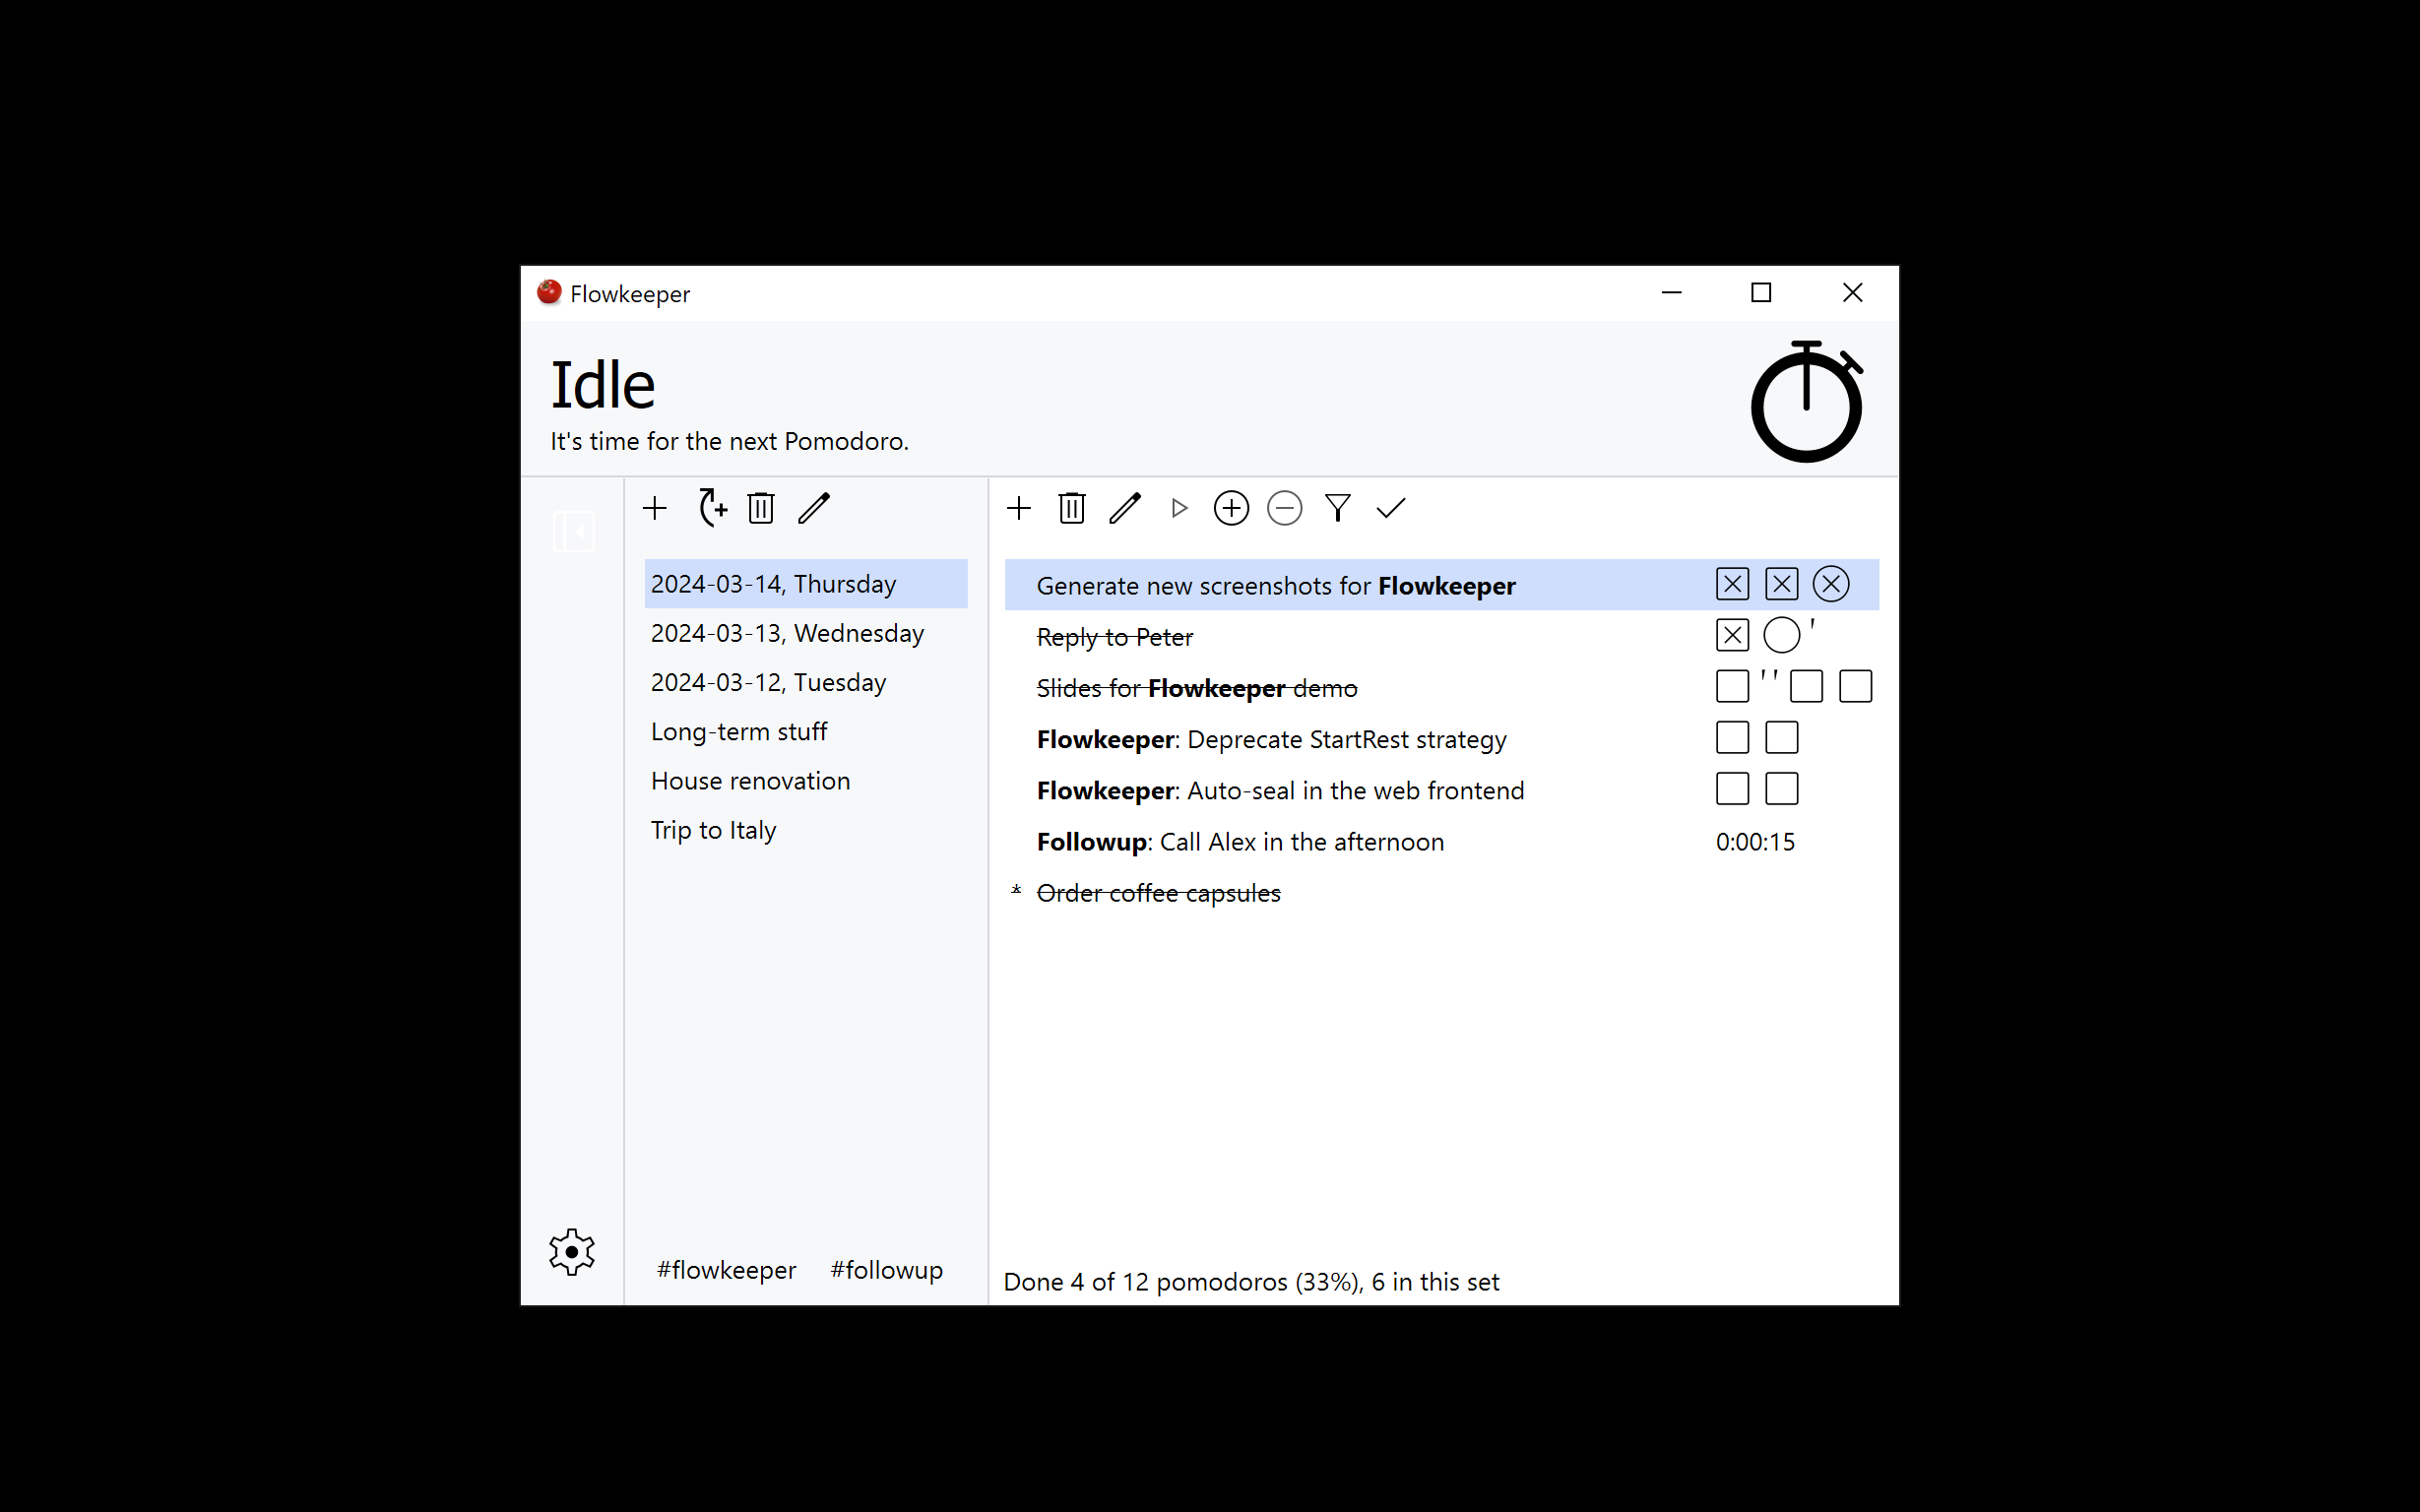 Flowkeeper
Idle
It's time for the next Pomodoro.
2024-03-14, Thursday
2024-03-13, Wednesday
2024-03-12, Tuesday
Long-term stuff
House renovation
Trip to Italy
#flowkeeper #followup
Generate new screenshots for Flowkeeper
Reply to Peter '
Slides for Flowkeeper demo ' '
Flowkeeper: Deprecate StartRest strategy
Flowkeeper: Auto-seal in the web frontend
Followup: Call Alex in the afternoon 0:00:15
* Order coffee capsules
Done 4 of 12 pomodoros (33%), 6 in this set